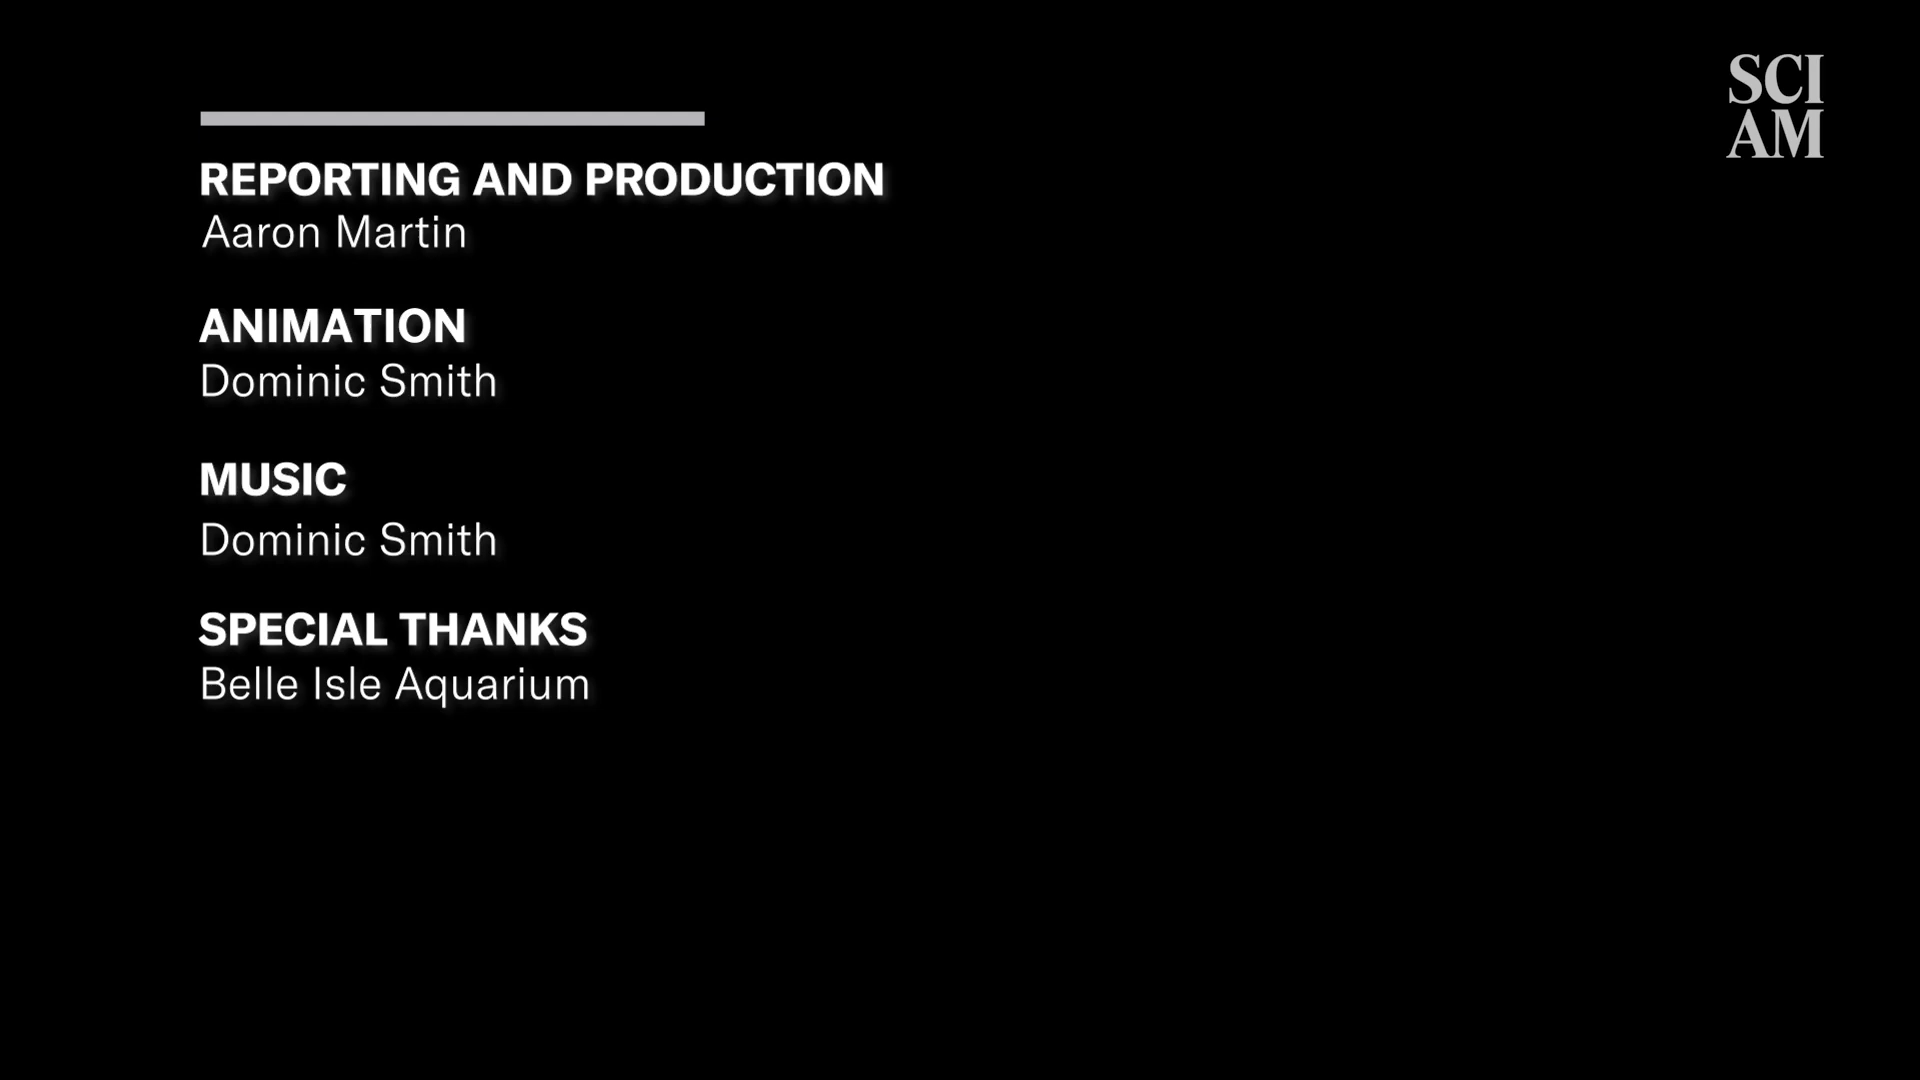 SCI
AM
REPORTING AND PRODUCTION
Aaron Martin
ANIMATION
Dominic Smith
MUSIC
Dominic Smith
SPECIAL THANKS
Belle Isle Aquarium